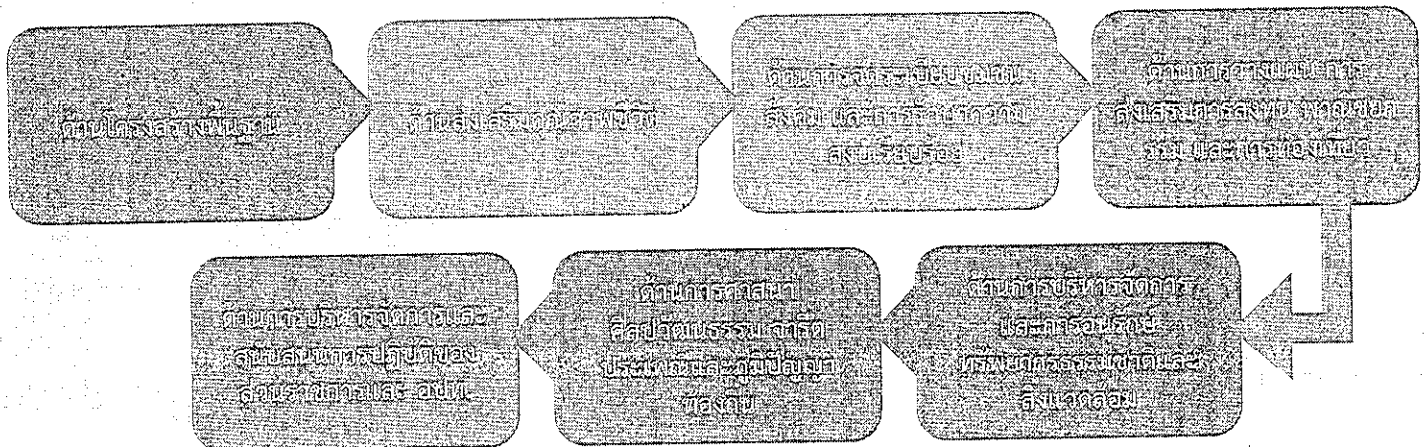 ด้านโครงสร้างพื้นฐาน
ด้านส่งเสริมคุณภาพชีวิต
ด้านการจัดระเบียบชุมชน
สังคม และการรักษาความ
สงบเรียบร้อย
ด้านการวางแผน การ
ส่งเสริมการลงทุน พาณิชยก
รรม และการท่องเที่ยว
ด้านการบริหารจัดการ
และการอนุรักษ์
ทรัพยากรธรรมชาติและ
สิ่งแวดล้อม
ด้านการศาสนา
ศิลปวัฒนธรรม จารีต
ประเพณีและภูมิปัญญา
ท้องถิ่น
ด้านการบริหารจัดการและ
สนับสนุนการปฏิบัติของ
ส่วนราชการและ อปท.